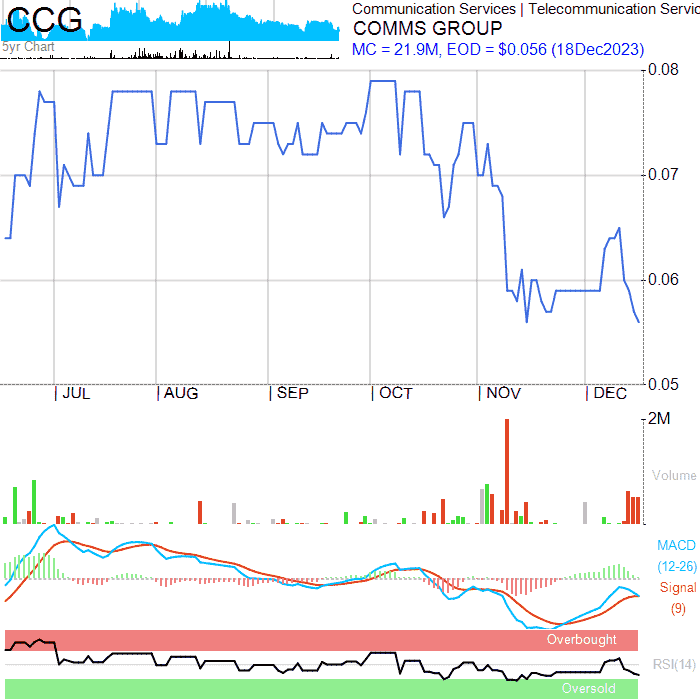 CCG
5yr Chart
Communication Services | Telecommunication Servic
COMMS GROUP
MC = 21.9M, EOD = $0.056 (18Dec2023)
0.08
0.07
0.06
0.05
JUL AUG SEP OCT NOV DEC
2M
Volume
MACD
(12-26)
Signal
(9)
Overbought
RSI(14)
Oversold